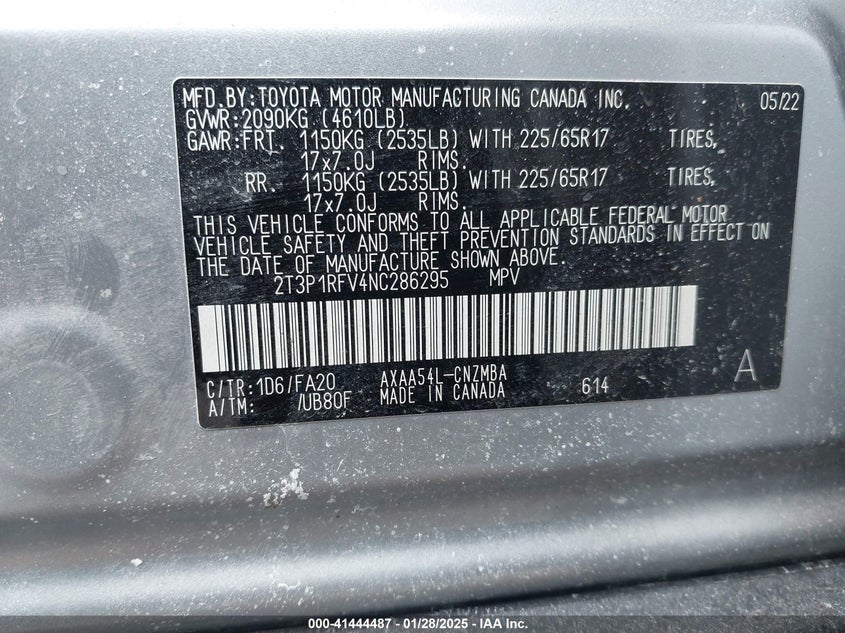 MFD.BY:TOYOTA MOTOR MANUFACTURING CANADA INC. 05/22
GVWR:2090KG (4610LB)
GAWR:FRT. 1150KG (2535LB) WITH 225/65R17 TIRES,
17x7.0J RIMS.
RR. 1150KG (2535LB) WITH 225/65R17 TIRES,
17x7.0J RIMS.
THIS VEHICLE CONFORMS TO ALL APPLICABLE FEDERAL MOTOR
VEHICLE SAFETY AND THEFT PREVENTION STANDARDS IN EFFECT ON
THE DATE OF MANUFACTURE SHOWN ABOVE.
2T3P1RFV4NC286295 MPV
C/TR:1D6/FA20 AXAA54L-CNZMBA 614 A
A/TM: /UB80F MADE IN CANADA
000-41444487 - 01/28/2025 - IAA Inc.